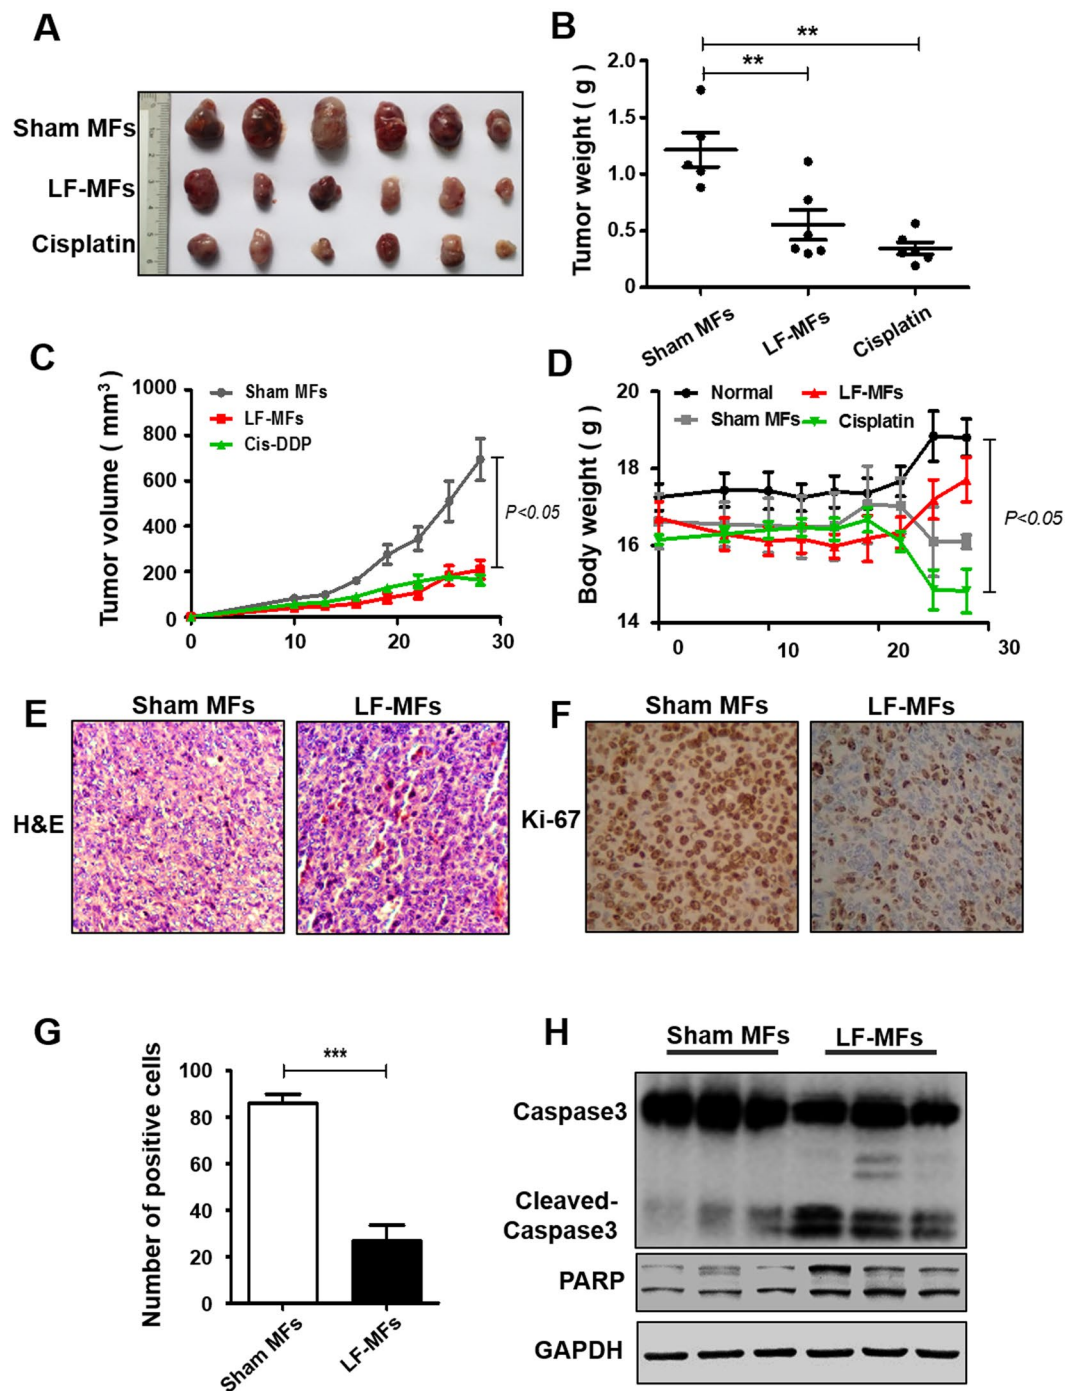 A
Sham MFs
LF-MFs
Cisplatin
B
**
**
Tumor weight ( g )
2.0
1.5
1.0
0.5
0
Sham MFs
LF-MFs
Cisplatin
C
Tumor volume ( mm³ )
1000
800
600
400
200
0
0
10
20
30
Sham MFs
LF-MFs
Cis-DDP
P<0.05
D
Body weight ( g )
20
18
16
14
0
10
20
30
Normal
LF-MFs
Sham MFs
Cisplatin
P<0.05
E
Sham MFs
LF-MFs
H&E
F
Sham MFs
LF-MFs
Ki-67
G
***
Number of positive cells
100
80
60
40
20
0
Sham MFs
LF-MFs
H
Sham MFs
LF-MFs
Caspase3
Cleaved-
Caspase3
PARP
GAPDH